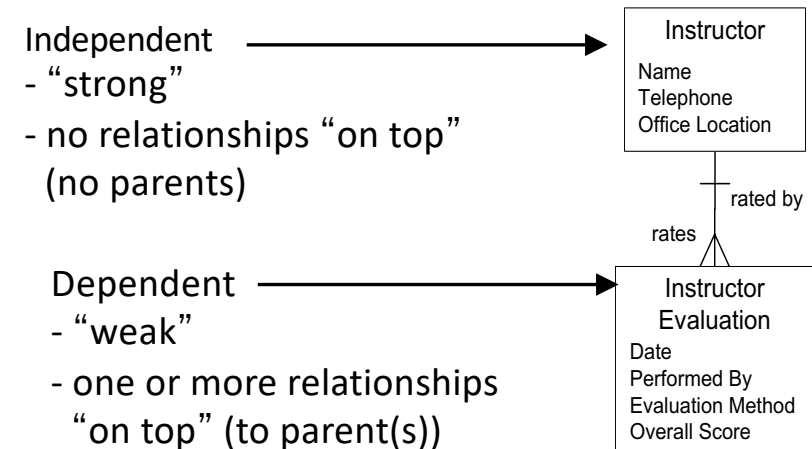 Independent
- “strong”
- no relationships “on top”
(no parents)
Instructor
Name
Telephone
Office Location
rated by
rates
Dependent
- “weak”
- one or more relationships
“on top” (to parent(s))
Instructor
Evaluation
Date
Performed By
Evaluation Method
Overall Score